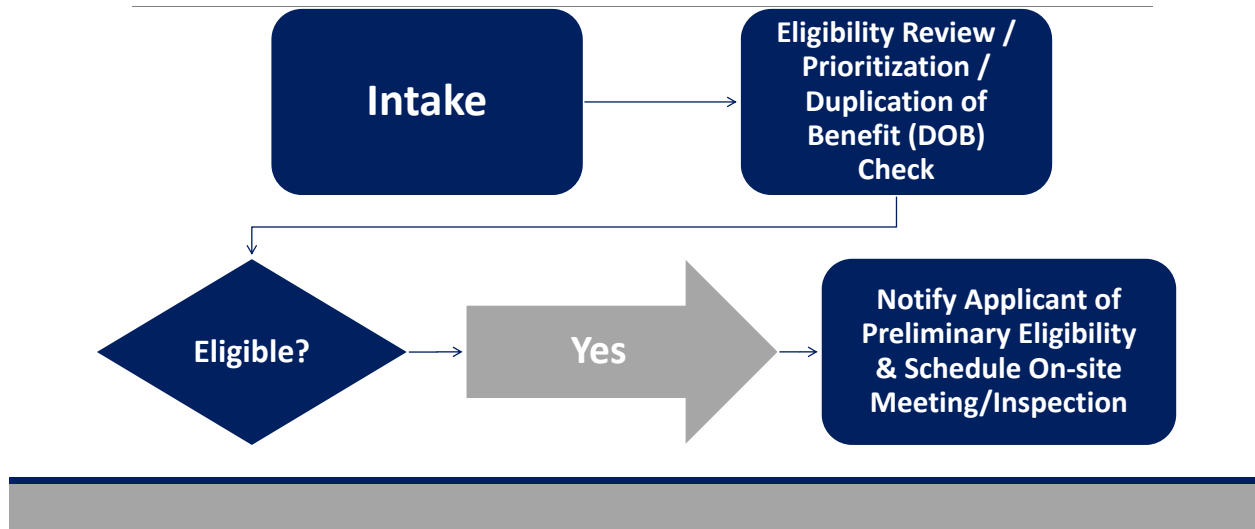 Intake
Eligibility Review /
Prioritization /
Duplication of
Benefit (DOB)
Check
Eligible?
Yes
Notify Applicant of
Preliminary Eligibility
& Schedule On-site
Meeting/Inspection